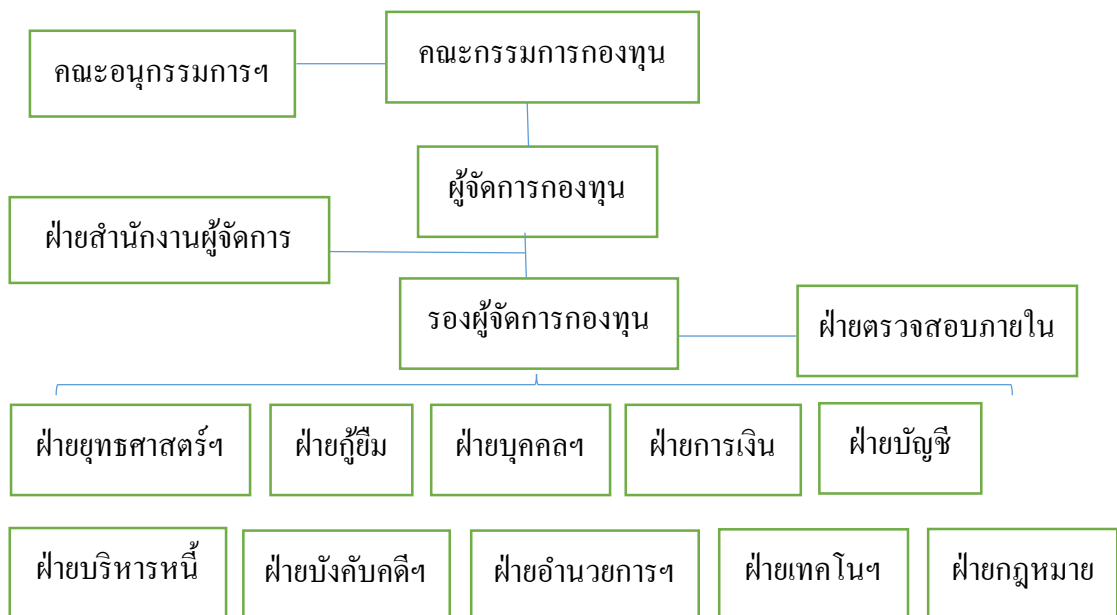 คณะกรรมการกองทุน
คณะอนุกรรมการฯ
ผู้จัดการกองทุน
ฝ่ายสำนักงานผู้จัดการ
รองผู้จัดการกองทุน
ฝ่ายตรวจสอบภายใน
ฝ่ายยุทธศาสตร์ฯ
ฝ่ายกู้ยืม
ฝ่ายบุคคลฯ
ฝ่ายการเงิน
ฝ่ายบัญชี
ฝ่ายบริหารหนี้
ฝ่ายบังคับคดีฯ
ฝ่ายอำนวยการฯ
ฝ่ายเทคโนฯ
ฝ่ายกฎหมาย